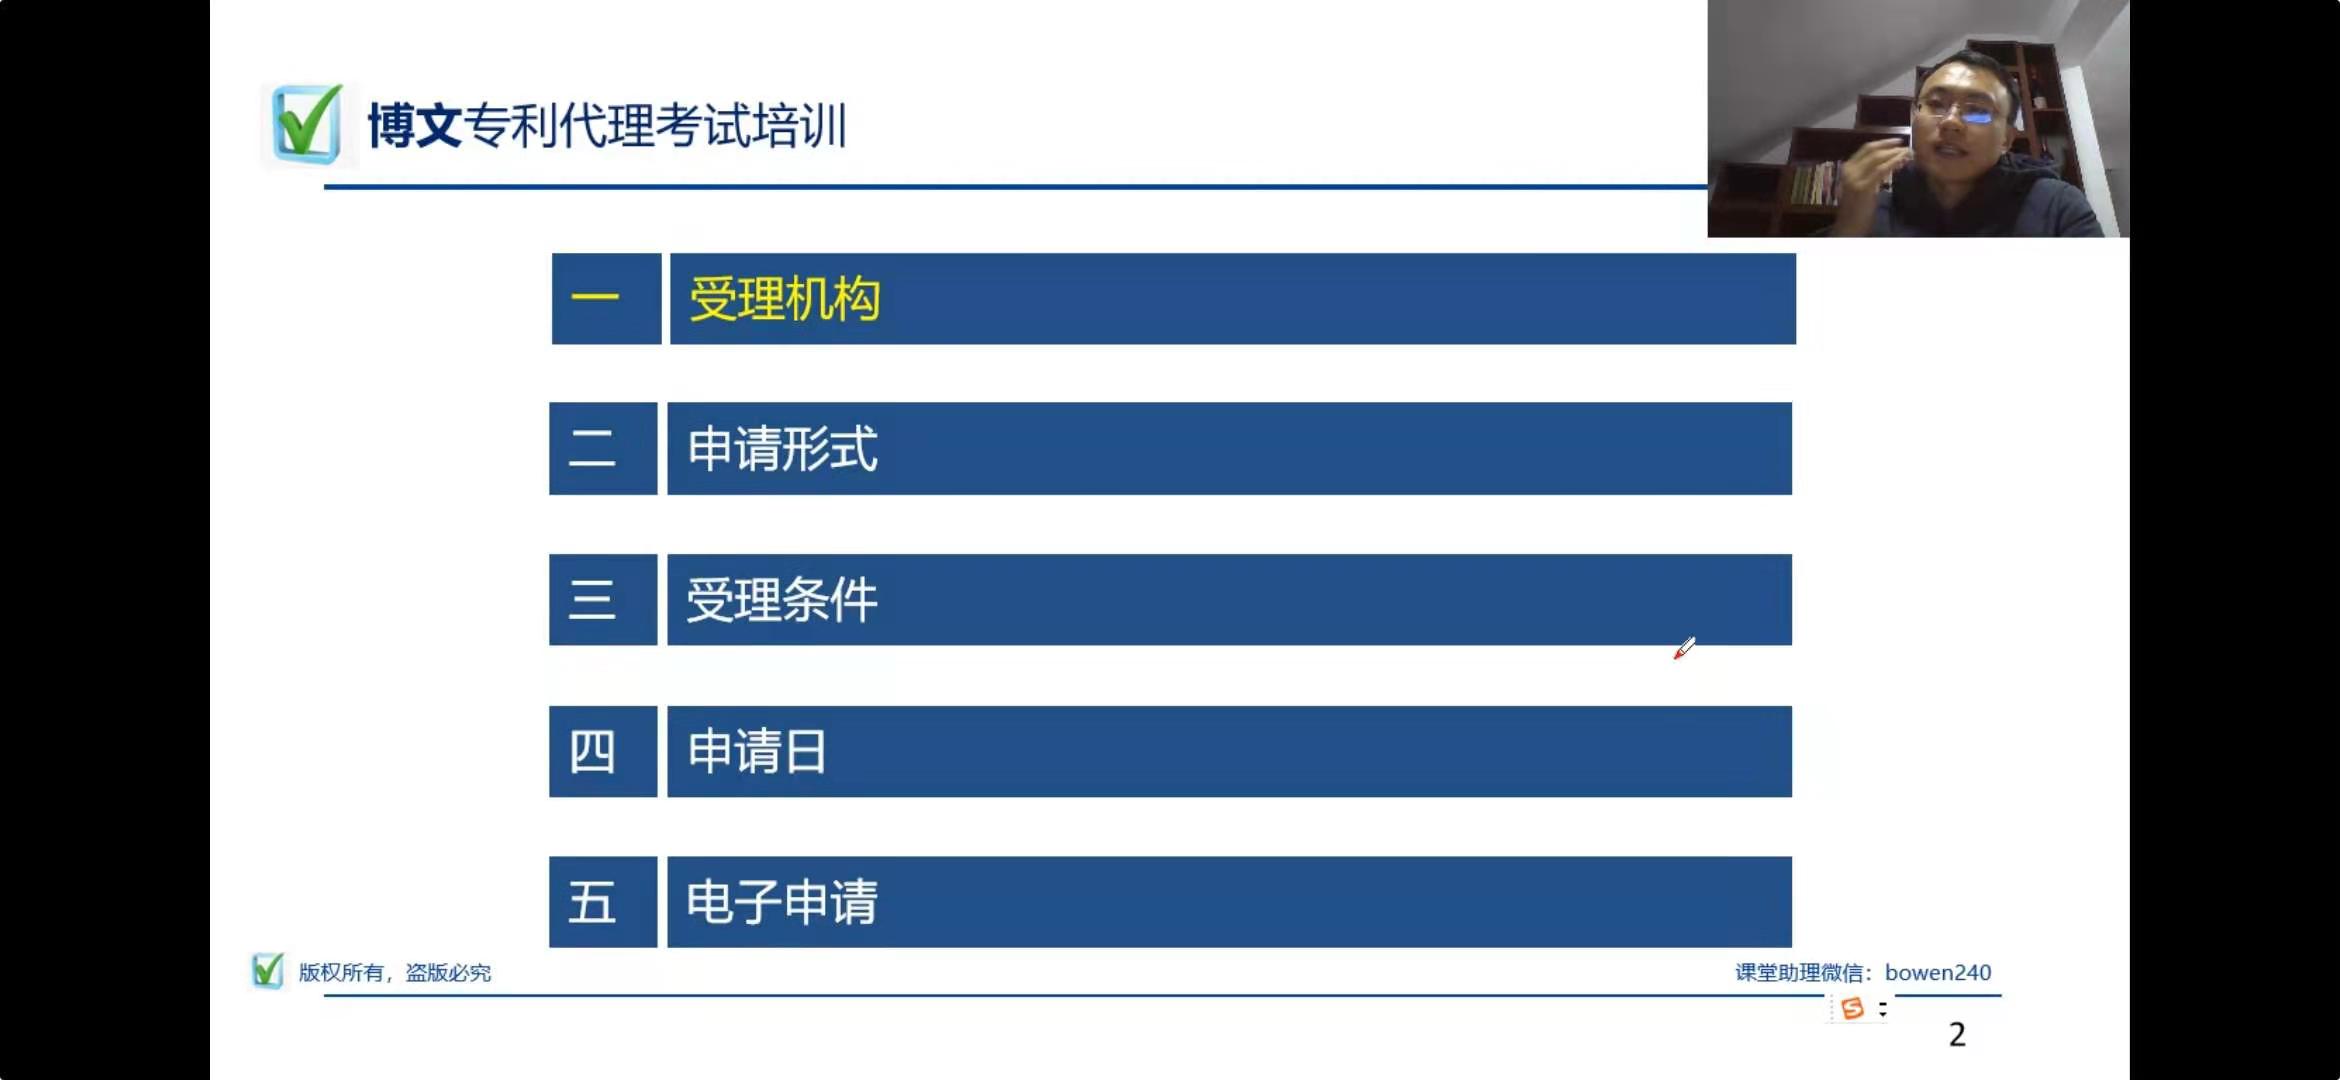 博文专利代理考试培训
一 受理机构
二 申请形式
三 受理条件
四 申请日
五 电子申请
版权所有，盗版必究
课堂助理微信：bowen240
2